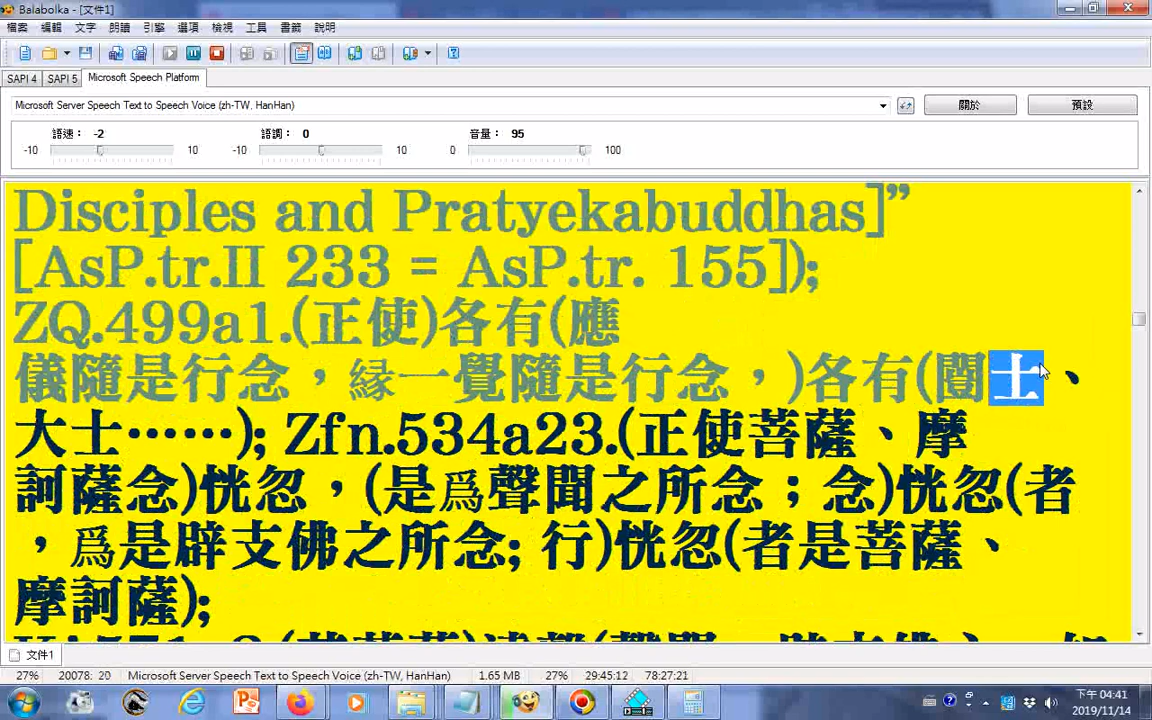 Balabolka - [文件1]
檔案 編輯 文字 朗讀 引擎 選項 檢視 工具 書籤 說明
SAPI 4 SAPI 5 Microsoft Speech Platform
Microsoft Server Speech Text to Speech Voice (zh-TW, HanHan) 關於 預設
語速: -2 語調: 0 音量: 95
-10 10 -10 10 0 100
Disciples and Pratyekabuddhas]”
[AsP.tr.II 233 = AsP.tr. 155]);
ZQ.499a1.(正使)各有(應
儀隨是行念，縁一覺隨是行念，)各有(闓士、
大士……); Zfn.534a23.(正使菩薩、摩
訶薩念)恍忽，(是爲聲聞之所念；念)恍忽(者
，爲是辟支佛之所念; 行)恍忽(者是菩薩、
摩訶薩);
文件1
27% 20078: 20 Microsoft Server Speech Text to Speech Voice (zh-TW, HanHan) 1.65 MB 27% 29:45:12 78:27:21
下午 04:41
2019/11/14